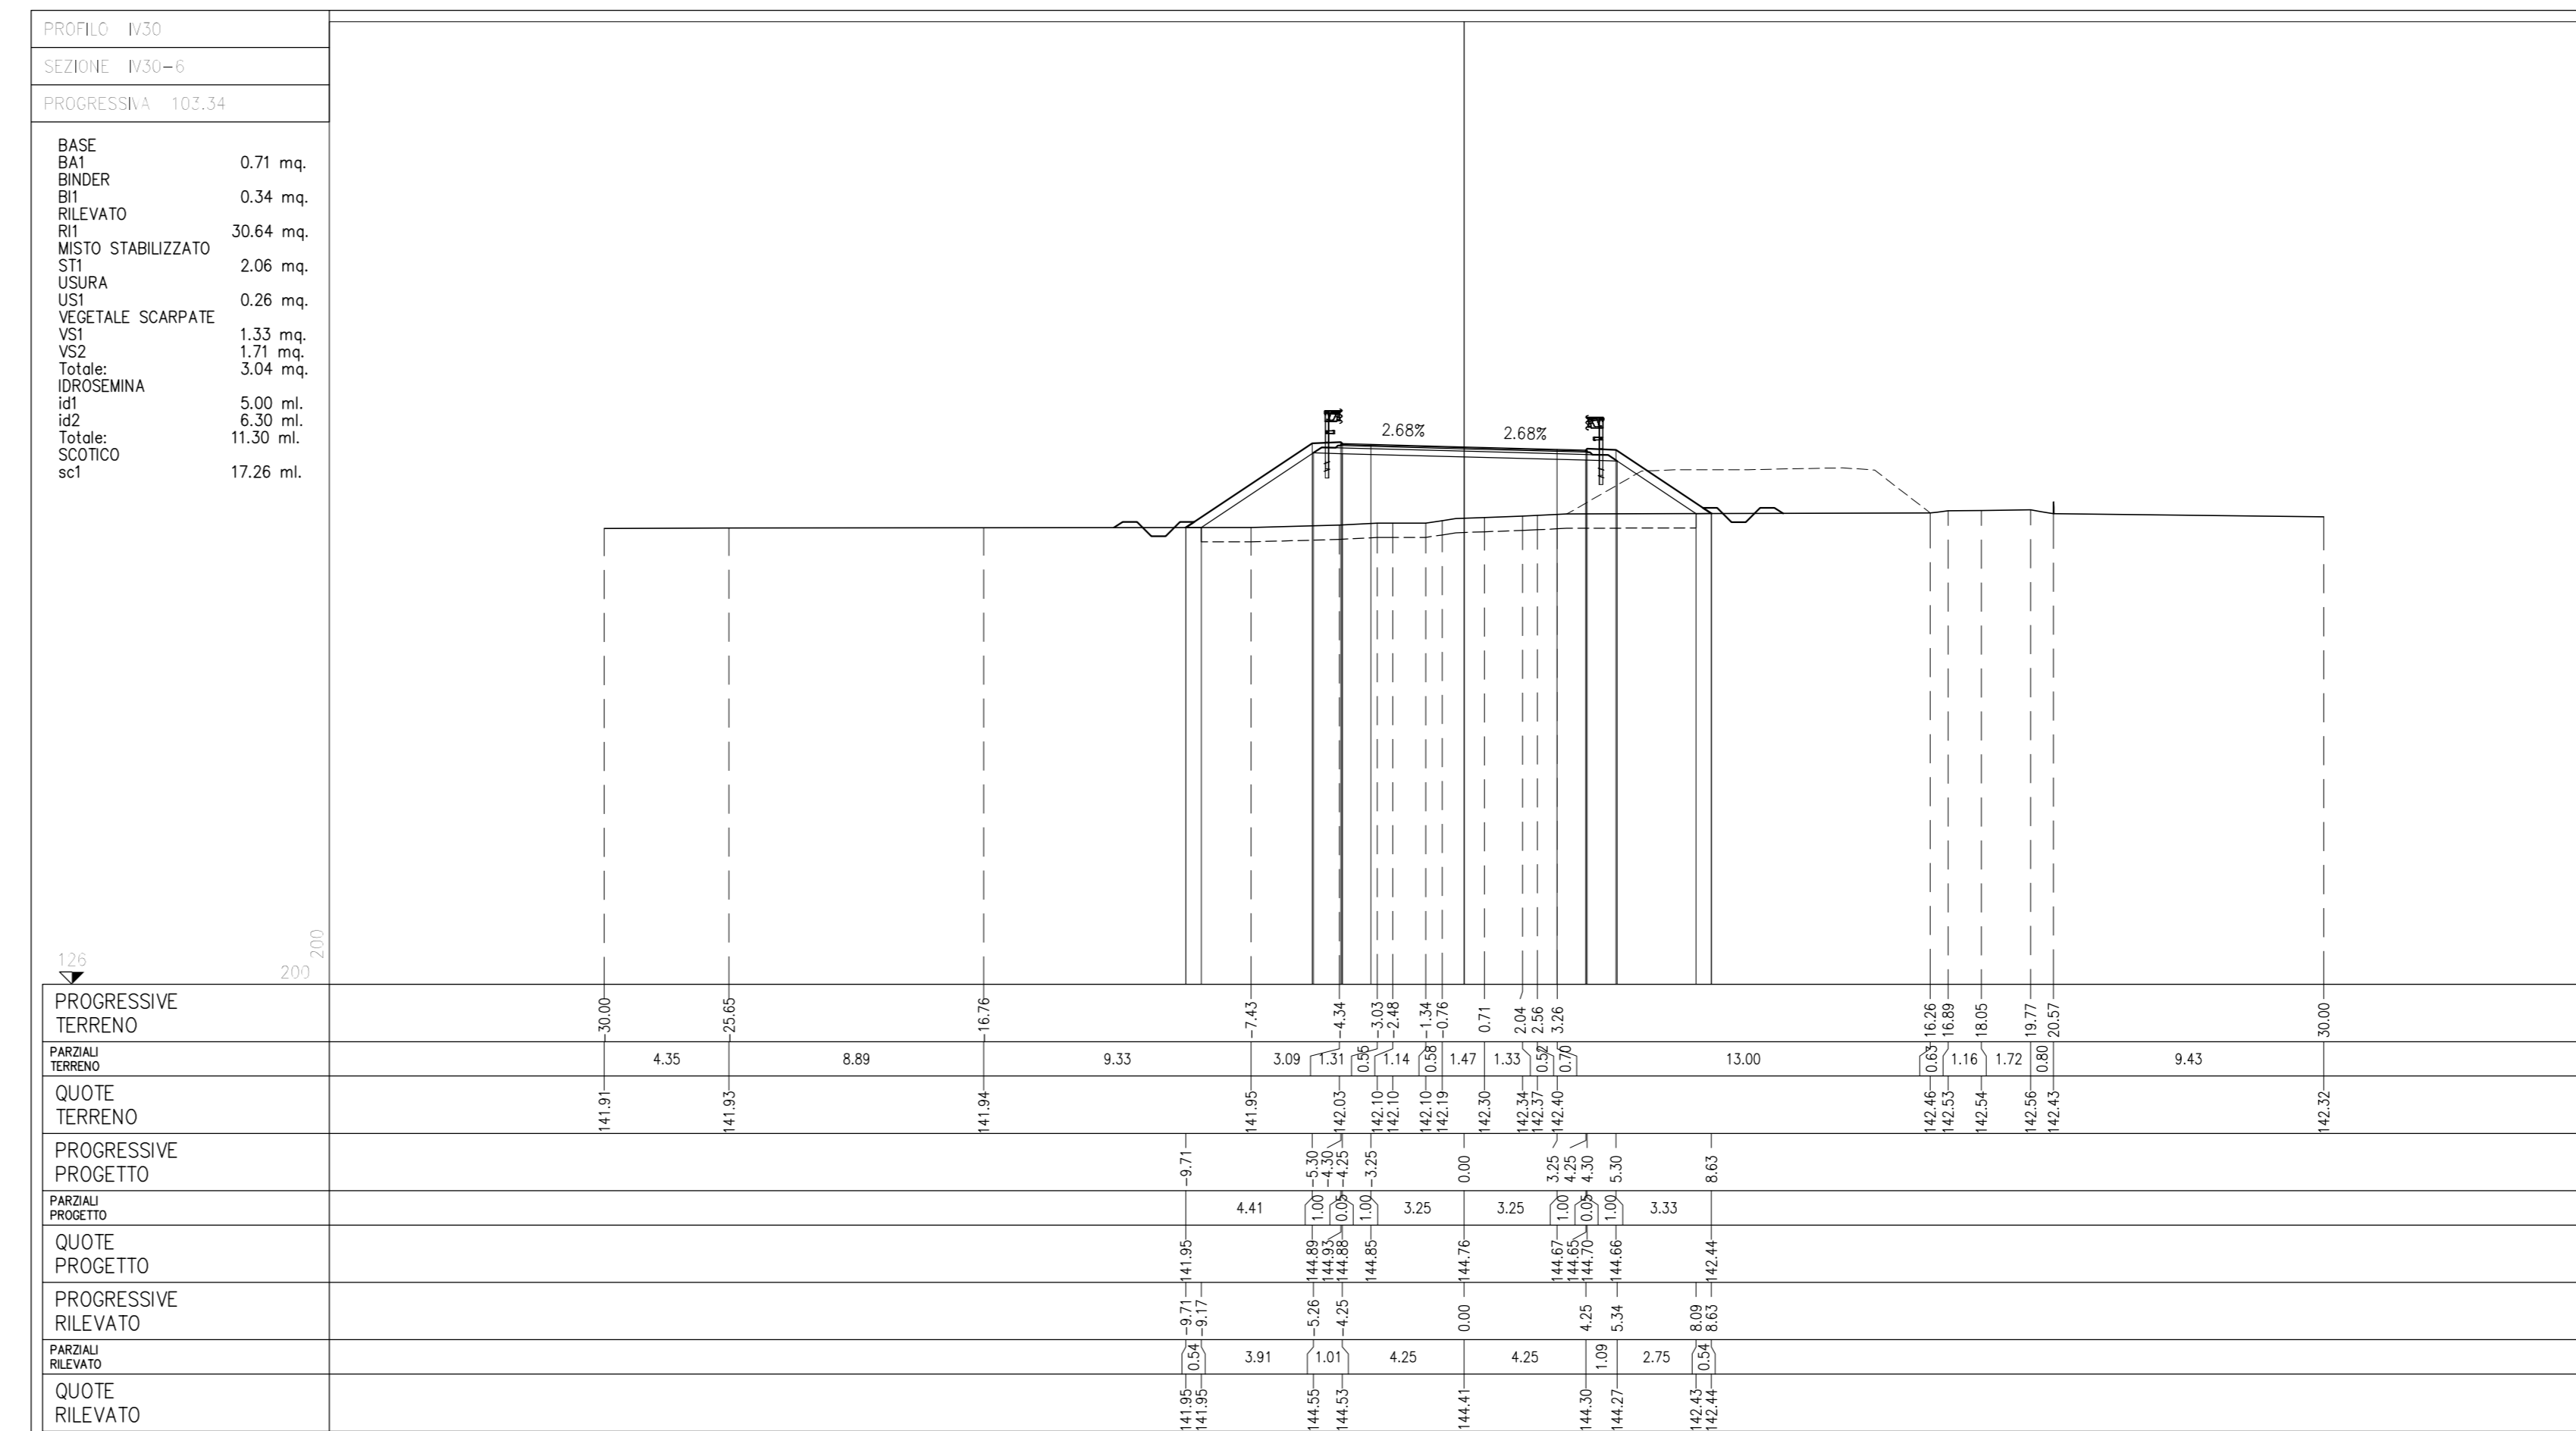 PROFILO IV30
SEZIONE IV30-6
PROGRESSIVA 103.34
BASE
BA1 0.71 mq.
BINDER
BI1 0.34 mq.
RILEVATO
RI1 30.64 mq.
MISTO STABILIZZATO
ST1 2.06 mq.
USURA
US1 0.26 mq.
VEGETALE SCARPATE
VS1 1.33 mq.
VS2 1.71 mq.
Totale: 3.04 mq.
IDROSEMINA
id1 5.00 ml.
id2 6.30 ml.
Totale: 11.30 ml.
SCOTICO
sc1 17.26 ml.
2.68% 2.68%
126 200 200
PROGRESSIVE
TERRENO
-30.00 -25.65 -16.76 -7.43 -4.34 -3.03 -2.48 -1.34 -0.76 0.71 2.04 2.56 3.26 16.26 16.89 18.05 19.77 20.57 30.00
PARZIALI
TERRENO
4.35 8.89 9.33 3.09 1.31 0.55 1.14 0.58 1.47 1.33 0.52 0.70 13.00 0.63 1.16 1.72 0.80 9.43
QUOTE
TERRENO
141.91 141.93 141.94 141.95 142.03 142.10 142.10 142.10 142.19 142.30 142.34 142.37 142.40 142.46 142.53 142.54 142.56 142.43 142.32
PROGRESSIVE
PROGETTO
-9.71 -5.30 -4.30 -4.25 -3.25 0.00 3.25 4.25 4.30 5.30 8.63
PARZIALI
PROGETTO
4.41 1.00 0.05 1.00 3.25 3.25 1.00 0.05 1.00 3.33
QUOTE
PROGETTO
141.95 144.89 144.93 144.88 144.85 144.76 144.67 144.65 144.70 144.66 142.44
PROGRESSIVE
RILEVATO
-9.71 -9.17 -5.26 -4.25 0.00 4.25 5.34 8.09 8.63
PARZIALI
RILEVATO
0.54 3.91 1.01 4.25 4.25 1.09 2.75 0.54
QUOTE
RILEVATO
141.95 141.95 144.55 144.53 144.41 144.30 144.27 142.43 142.44